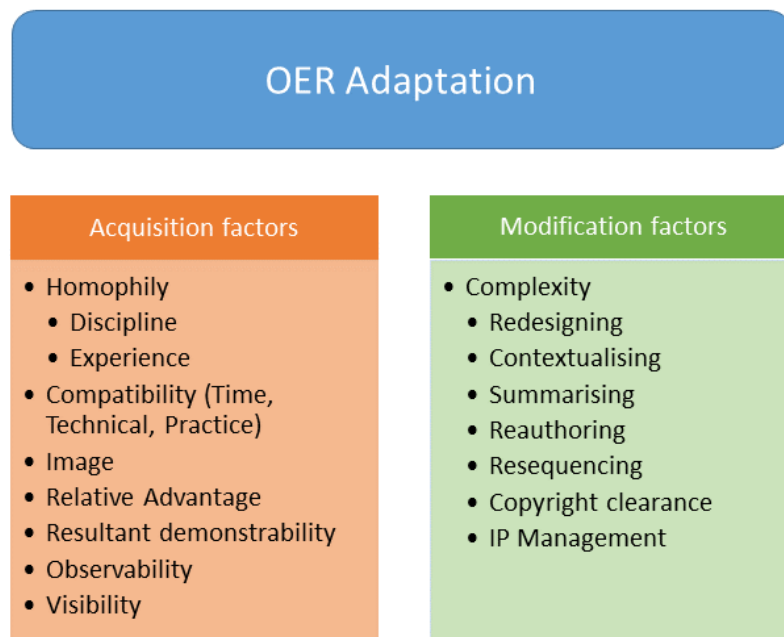 OER Adaptation
Acquisition factors
• Homophily
• Discipline
• Experience
• Compatibility (Time,
Technical, Practice)
• Image
• Relative Advantage
• Resultant demonstrability
• Observability
• Visibility
Modification factors
• Complexity
• Redesigning
• Contextualising
• Summarising
• Reauthoring
• Resequencing
• Copyright clearance
• IP Management